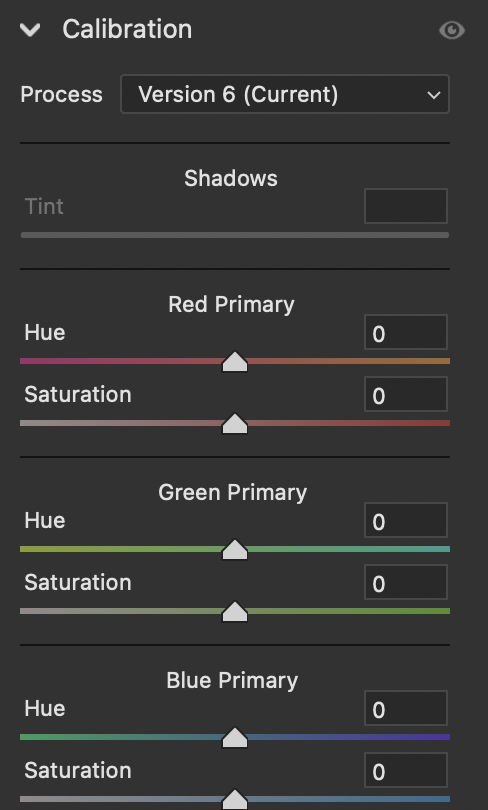 Calibration
Process Version 6 (Current)
Shadows
Tint
Red Primary
Hue 0
Saturation 0
Green Primary
Hue 0
Saturation 0
Blue Primary
Hue 0
Saturation 0